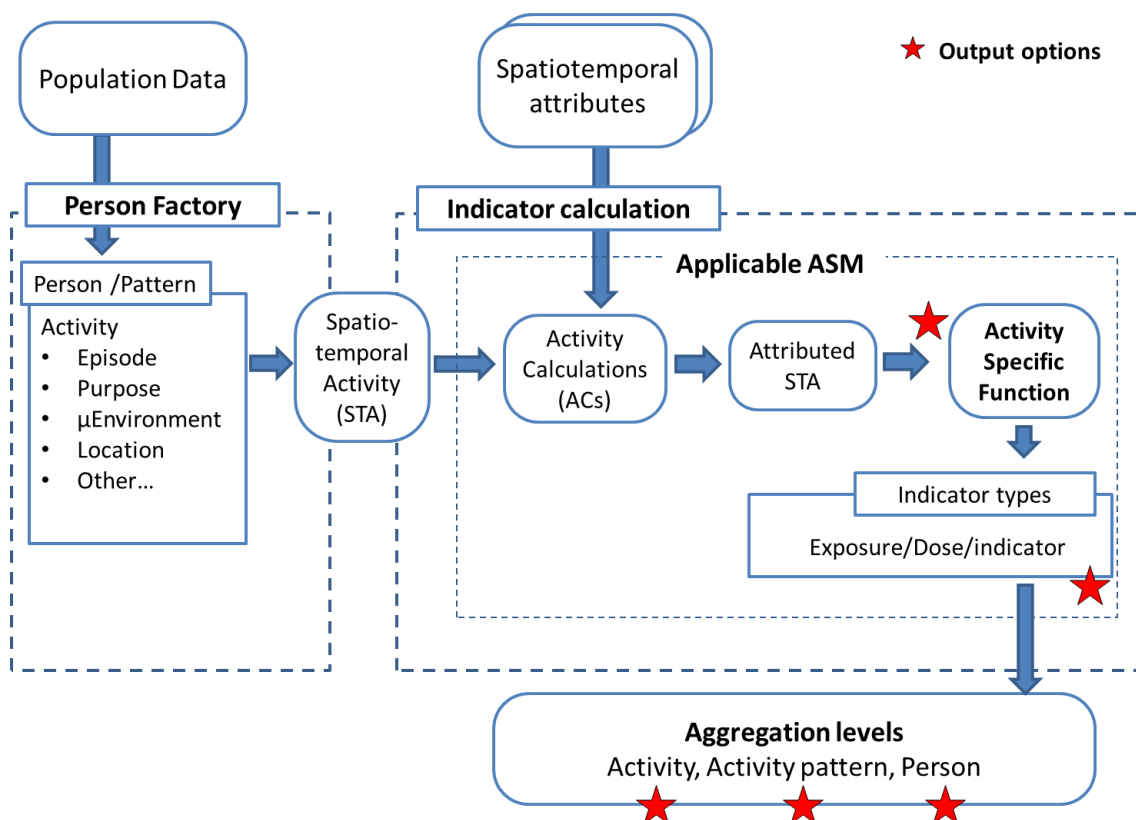 Population Data
Spatiotemporal
attributes
Output options
Person Factory
Indicator calculation
Person /Pattern
Activity
• Episode
• Purpose
• µEnvironment
• Location
• Other…
Spatio-
temporal
Activity
(STA)
Applicable ASM
Activity
Calculations
(ACs)
Attributed
STA
Activity
Specific
Function
Indicator types
Exposure/Dose/indicator
Aggregation levels
Activity, Activity pattern, Person